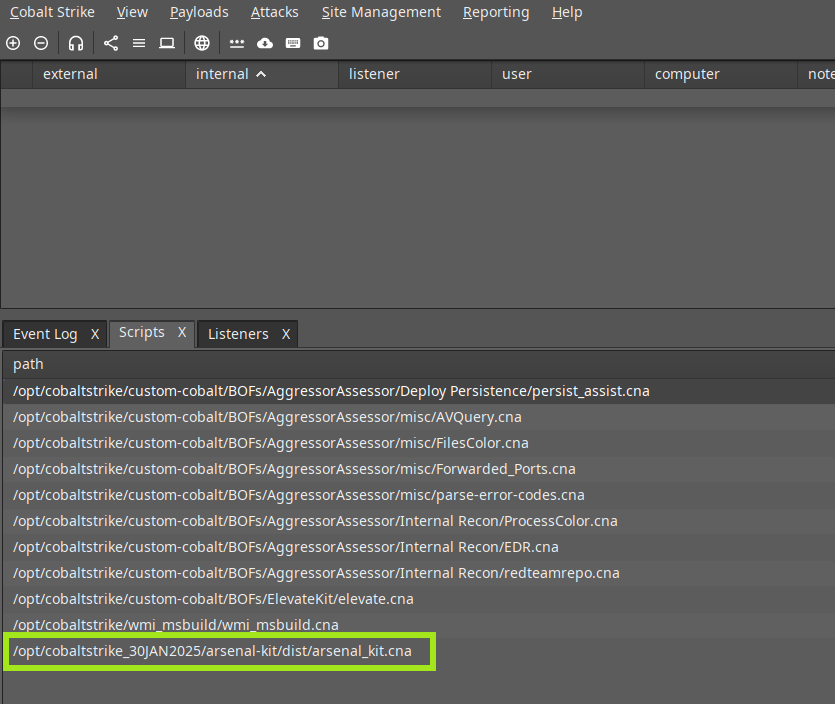 Cobalt Strike View Payloads Attacks Site Management Reporting Help
external internal listener user computer note
Event Log X Scripts X Listeners X
path
/opt/cobaltstrike/custom-cobalt/BOFs/AggressorAssessor/Deploy Persistence/persist_assist.cna
/opt/cobaltstrike/custom-cobalt/BOFs/AggressorAssessor/misc/AVQuery.cna
/opt/cobaltstrike/custom-cobalt/BOFs/AggressorAssessor/misc/FilesColor.cna
/opt/cobaltstrike/custom-cobalt/BOFs/AggressorAssessor/misc/Forwarded_Ports.cna
/opt/cobaltstrike/custom-cobalt/BOFs/AggressorAssessor/misc/parse-error-codes.cna
/opt/cobaltstrike/custom-cobalt/BOFs/AggressorAssessor/Internal Recon/ProcessColor.cna
/opt/cobaltstrike/custom-cobalt/BOFs/AggressorAssessor/Internal Recon/EDR.cna
/opt/cobaltstrike/custom-cobalt/BOFs/AggressorAssessor/Internal Recon/redteamrepo.cna
/opt/cobaltstrike/custom-cobalt/BOFs/ElevateKit/elevate.cna
/opt/cobaltstrike/wmi_msbuild/wmi_msbuild.cna
/opt/cobaltstrike_30JAN2025/arsenal-kit/dist/arsenal_kit.cna